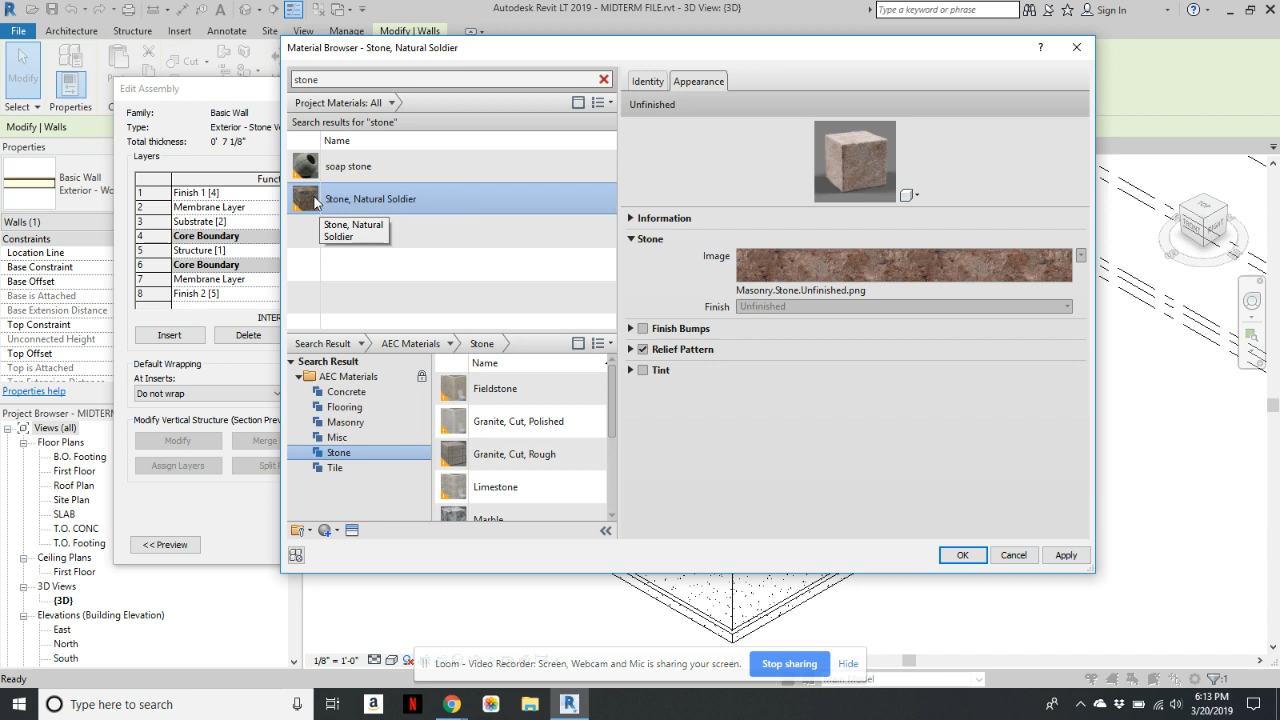 Autodesk Revit LT 2019 - MIDTERM FILE.rvt - 3D View: {3D}
Type a keyword or phrase
Sign In
File Architecture Structure Insert Annotate Site View Manage Modify | Walls
Modify
Cut
Select Properties
Modify | Walls
Properties
Basic Wall
Walls (1)
Constraints
Location Line
Base Constraint
Base Offset
Base is Attached
Base Extension Distance
Top Constraint
Unconnected Height
Top Offset
Top is Attached
Properties help
Views (all)
Floor Plans
B.O. Footing
First Floor
Roof Plan
Site Plan
SLAB
T.O. CONC
T.O. Footing
Ceiling Plans
First Floor
3D Views
{3D}
Elevations (Building Elevation)
East
North
South
Edit Assembly
Family: Basic Wall
Type:
Total thickness: 0' 7 1/8"
Layers
1 Finish 1 [4]
2 Membrane Layer
3 Substrate [2]
4 Core Boundary
5 Structure [1]
6 Core Boundary
7 Membrane Layer
8 Finish 2 [5]
Insert Delete
Default Wrapping
At Inserts:
Do not wrap
Modify Vertical Structure (Section Prev
Modify Merge
Assign Layers
<< Preview
Material Browser - Stone, Natural Soldier
?
stone
Project Materials: All
Search results for "stone"
Name
soap stone
Stone, Natural Soldier
Stone, Natural
Soldier
Search Result AEC Materials Stone
Search Result
AEC Materials
Concrete
Flooring
Masonry
Misc
Stone
Tile
Name
Fieldstone
Granite, Cut, Polished
Granite, Cut, Rough
Limestone
Marble
Identity Appearance
Unfinished
TOP
Information
Stone
Image
Masonry.Stone.Unfinished.png
Finish Unfinished
Finish Bumps
Relief Pattern
Tint
OK Cancel Apply
1/8" = 1'-0"
Loom - Video Recorder: Screen, Webcam and Mic is sharing your screen. Stop sharing Hide
Ready
Main Model
:1
Type here to search
6:13 PM
3/20/2019